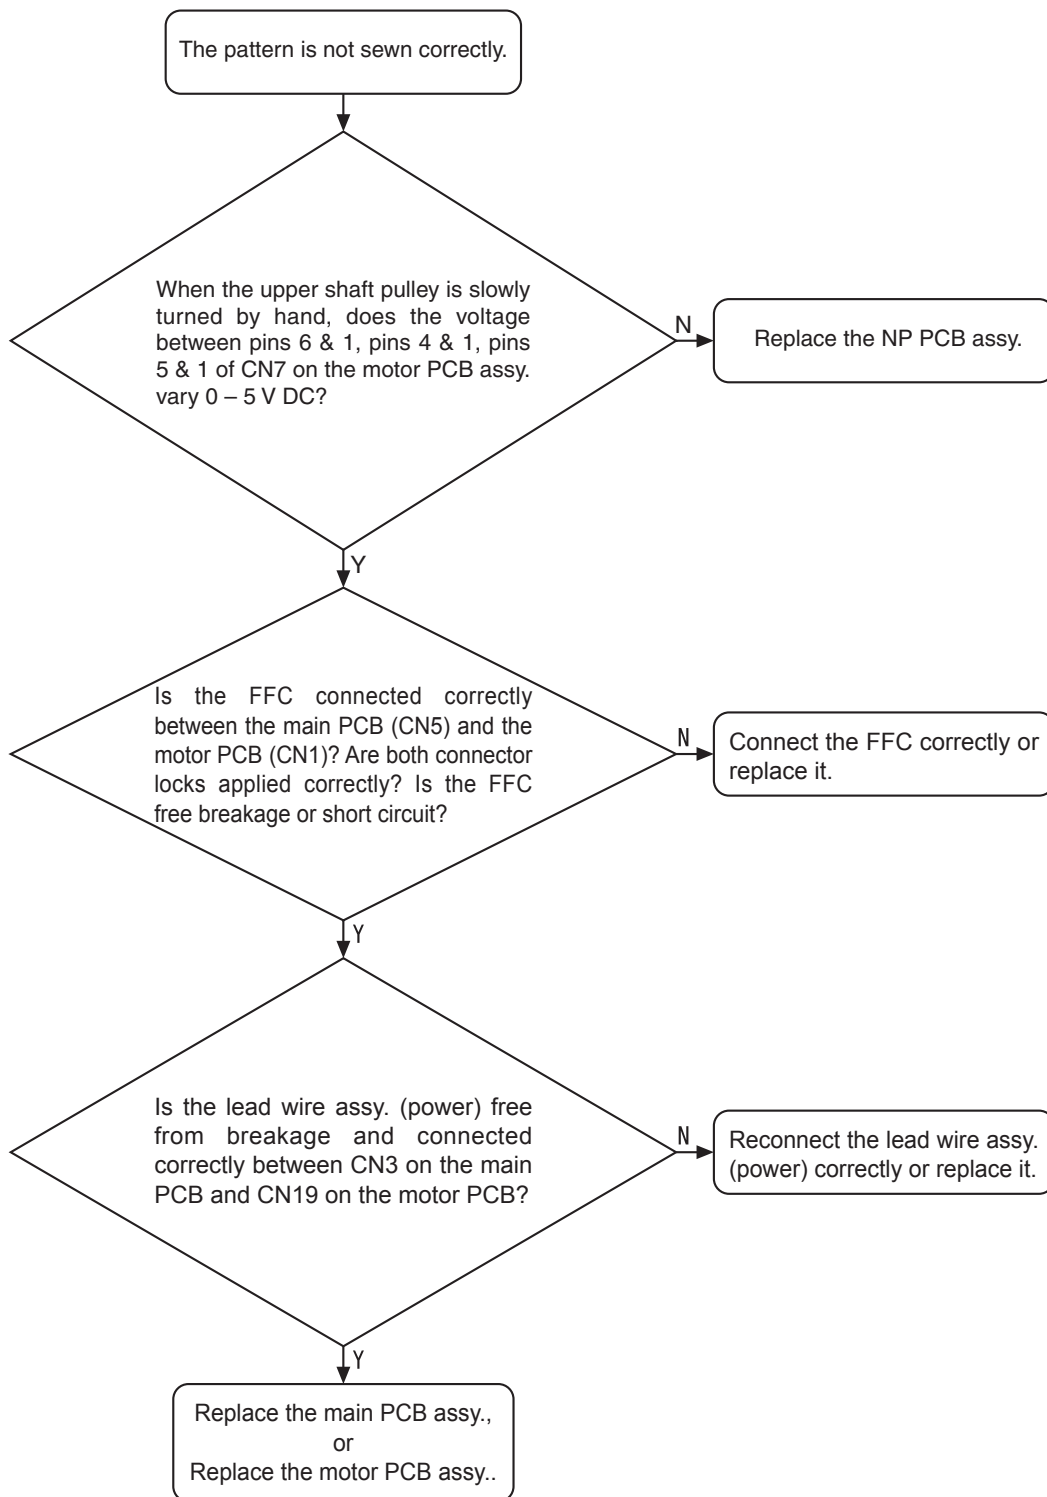 The pattern is not sewn correctly.
When the upper shaft pulley is slowly
turned by hand, does the voltage
between pins 6 & 1, pins 4 & 1, pins
5 & 1 of CN7 on the motor PCB assy.
vary 0 – 5 V DC?
N
Replace the NP PCB assy.
Y
Is the FFC connected correctly
between the main PCB (CN5) and the
motor PCB (CN1)? Are both connector
locks applied correctly? Is the FFC
free breakage or short circuit?
N
Connect the FFC correctly or
replace it.
Y
Is the lead wire assy. (power) free
from breakage and connected
correctly between CN3 on the main
PCB and CN19 on the motor PCB?
N
Reconnect the lead wire assy.
(power) correctly or replace it.
Y
Replace the main PCB assy.,
or
Replace the motor PCB assy..